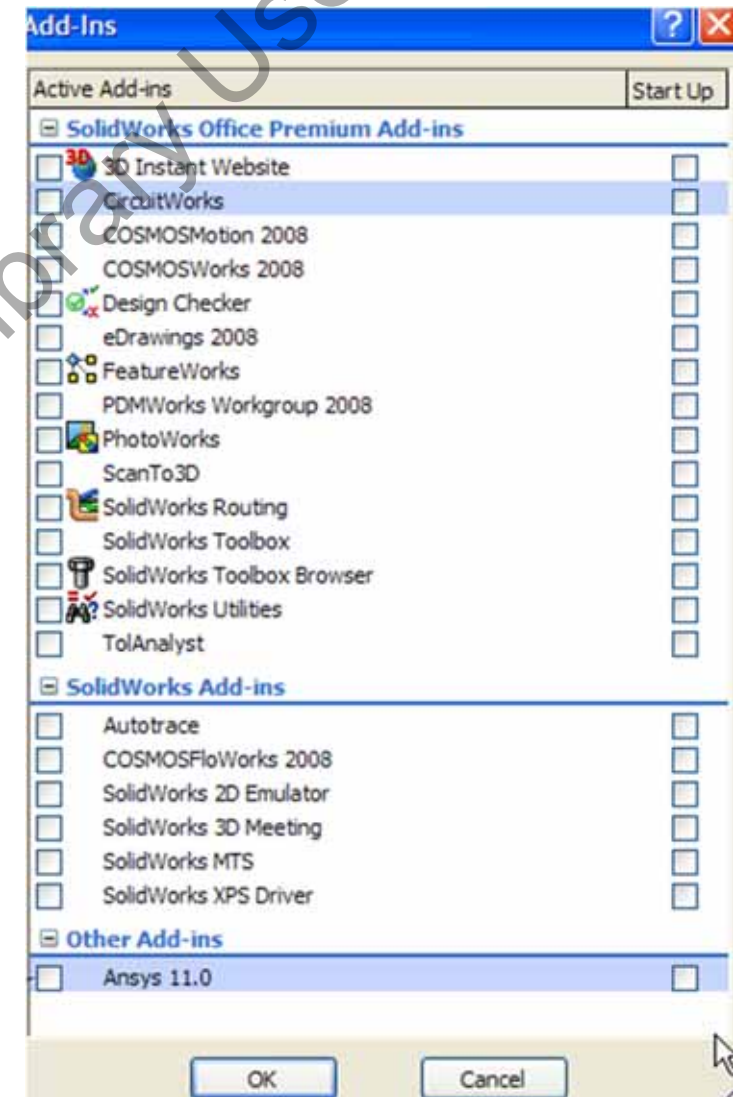 Add-Ins
Active Add-ins Start Up
SolidWorks Office Premium Add-ins
3D Instant Website
CircuitWorks
COSMOSMotion 2008
COSMOSWorks 2008
Design Checker
eDrawings 2008
FeatureWorks
PDMWorks Workgroup 2008
PhotoWorks
ScanTo3D
SolidWorks Routing
SolidWorks Toolbox
SolidWorks Toolbox Browser
SolidWorks Utilities
TolAnalyst
SolidWorks Add-ins
Autotrace
COSMOSFloWorks 2008
SolidWorks 2D Emulator
SolidWorks 3D Meeting
SolidWorks MTS
SolidWorks XPS Driver
Other Add-ins
Ansys 11.0
OK Cancel